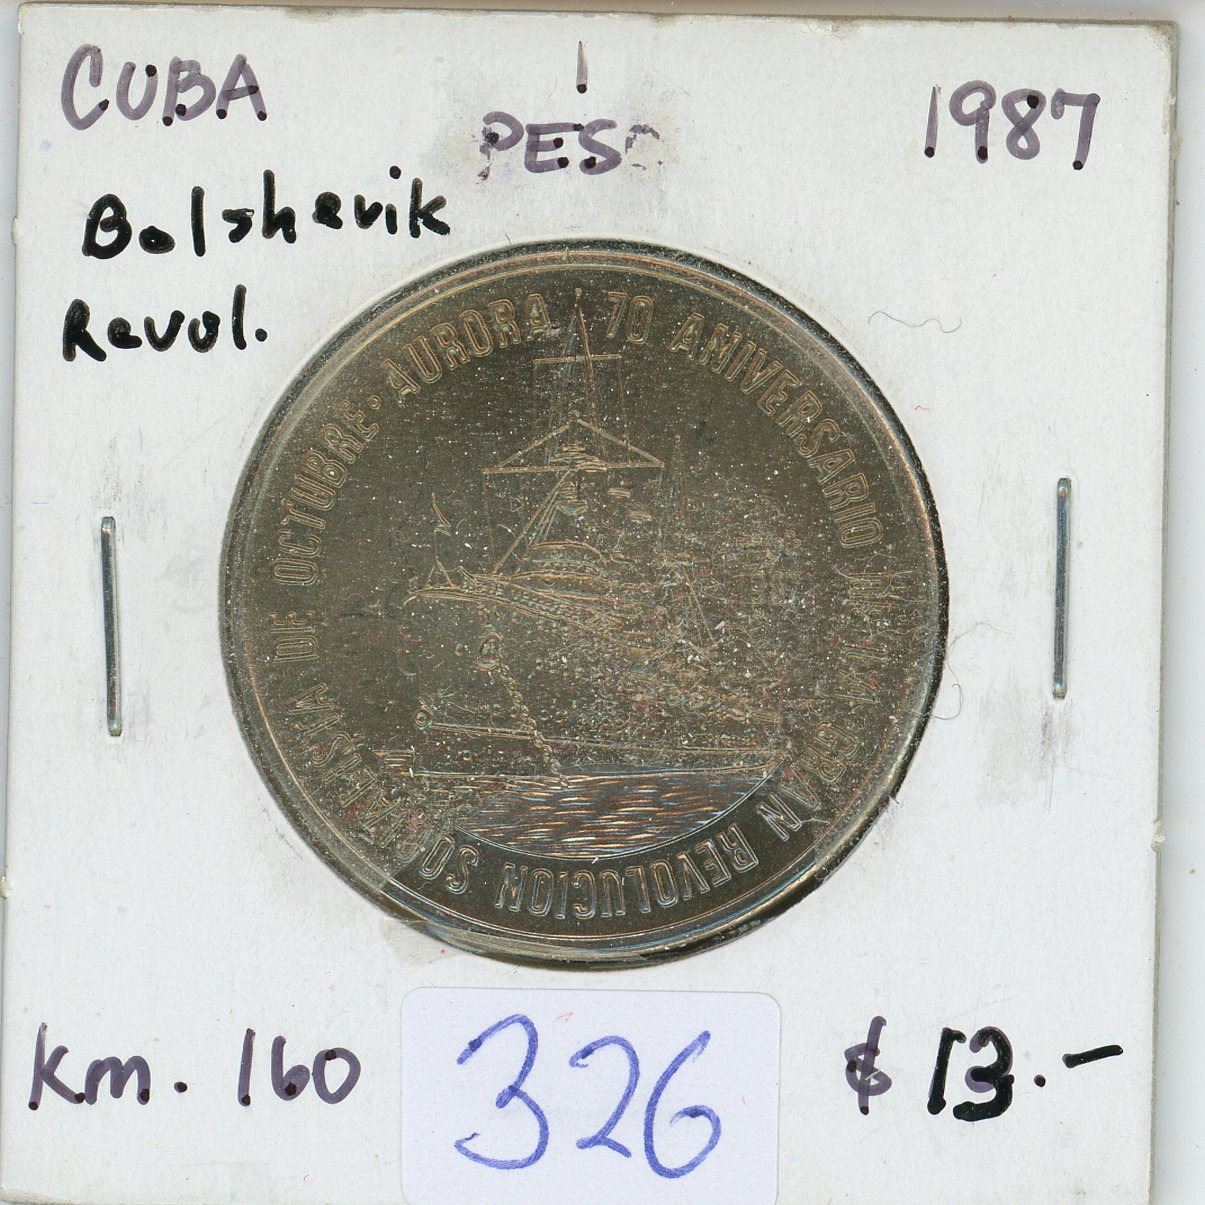 CUBA
1
PESO
1987
Bolshevik
Revol.
70 ANIVERSARIO DE LA GRAN REVOLUCION SOCIALISTA DE OCTUBRE · AURORA
Km. 160
326
$ 13.-